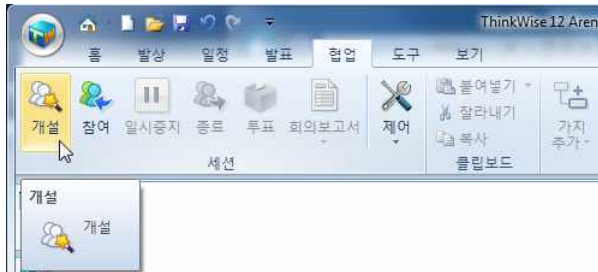 ThinkWise 12 Aren
홈 발상 일정 발표 협업 도구 보기
개설 참여 일시중지 종료 투표 회의보고서 제어 붙여넣기 잘라내기 복사 가지 추가
세션 클립보드
개설
개설